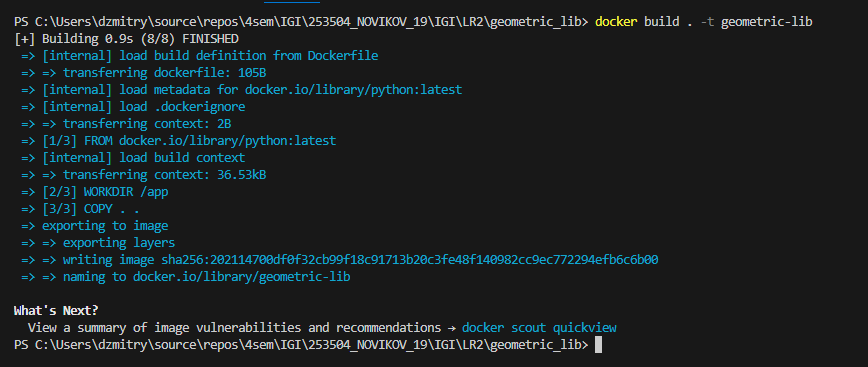 PS C:\Users\dzmitry\source\repos\4sem\IGI\253504_NOVIKOV_19\IGI\LR2\geometric_lib> docker build . -t geometric-lib
[+] Building 0.9s (8/8) FINISHED
=> [internal] load build definition from Dockerfile
=> => transferring dockerfile: 105B
=> [internal] load metadata for docker.io/library/python:latest
=> [internal] load .dockerignore
=> => transferring context: 2B
=> [1/3] FROM docker.io/library/python:latest
=> [internal] load build context
=> => transferring context: 36.53kB
=> [2/3] WORKDIR /app
=> [3/3] COPY . .
=> exporting to image
=> => exporting layers
=> => writing image sha256:202114700df0f32cb99f18c91713b20c3fe48f140982cc9ec772294efb6c6b00
=> => naming to docker.io/library/geometric-lib
What's Next?
View a summary of image vulnerabilities and recommendations → docker scout quickview
PS C:\Users\dzmitry\source\repos\4sem\IGI\253504_NOVIKOV_19\IGI\LR2\geometric_lib>